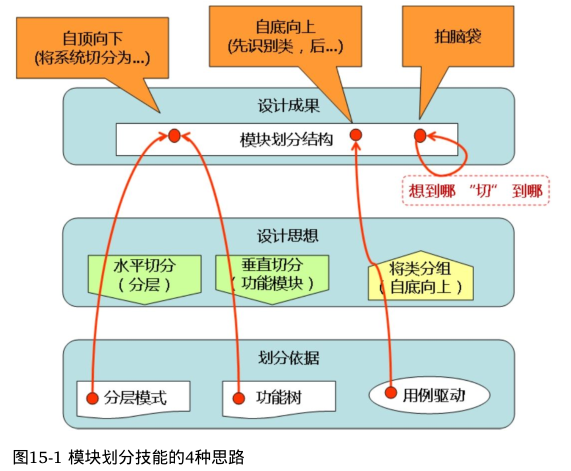 自顶向下
(将系统切分为...)
自底向上
(先识别类，后...)
拍脑袋
设计成果
模块划分结构
想到哪 “切” 到哪
设计思想
水平切分
（分层）
垂直切分
（功能模块）
将类分组
（自底向上）
划分依据
分层模式
功能树
用例驱动
图15-1 模块划分技能的4种思路